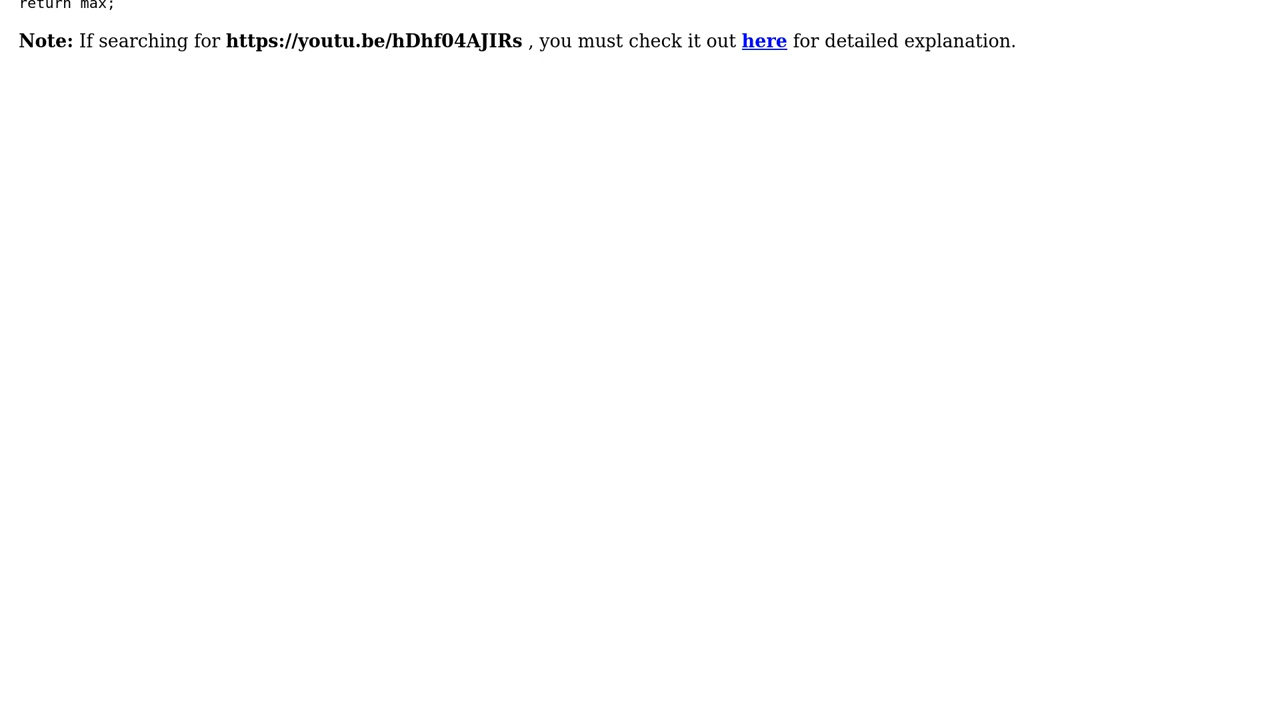 return max;
Note: If searching for https://youtu.be/hDhf04AJIRs , you must check it out here for detailed explanation.